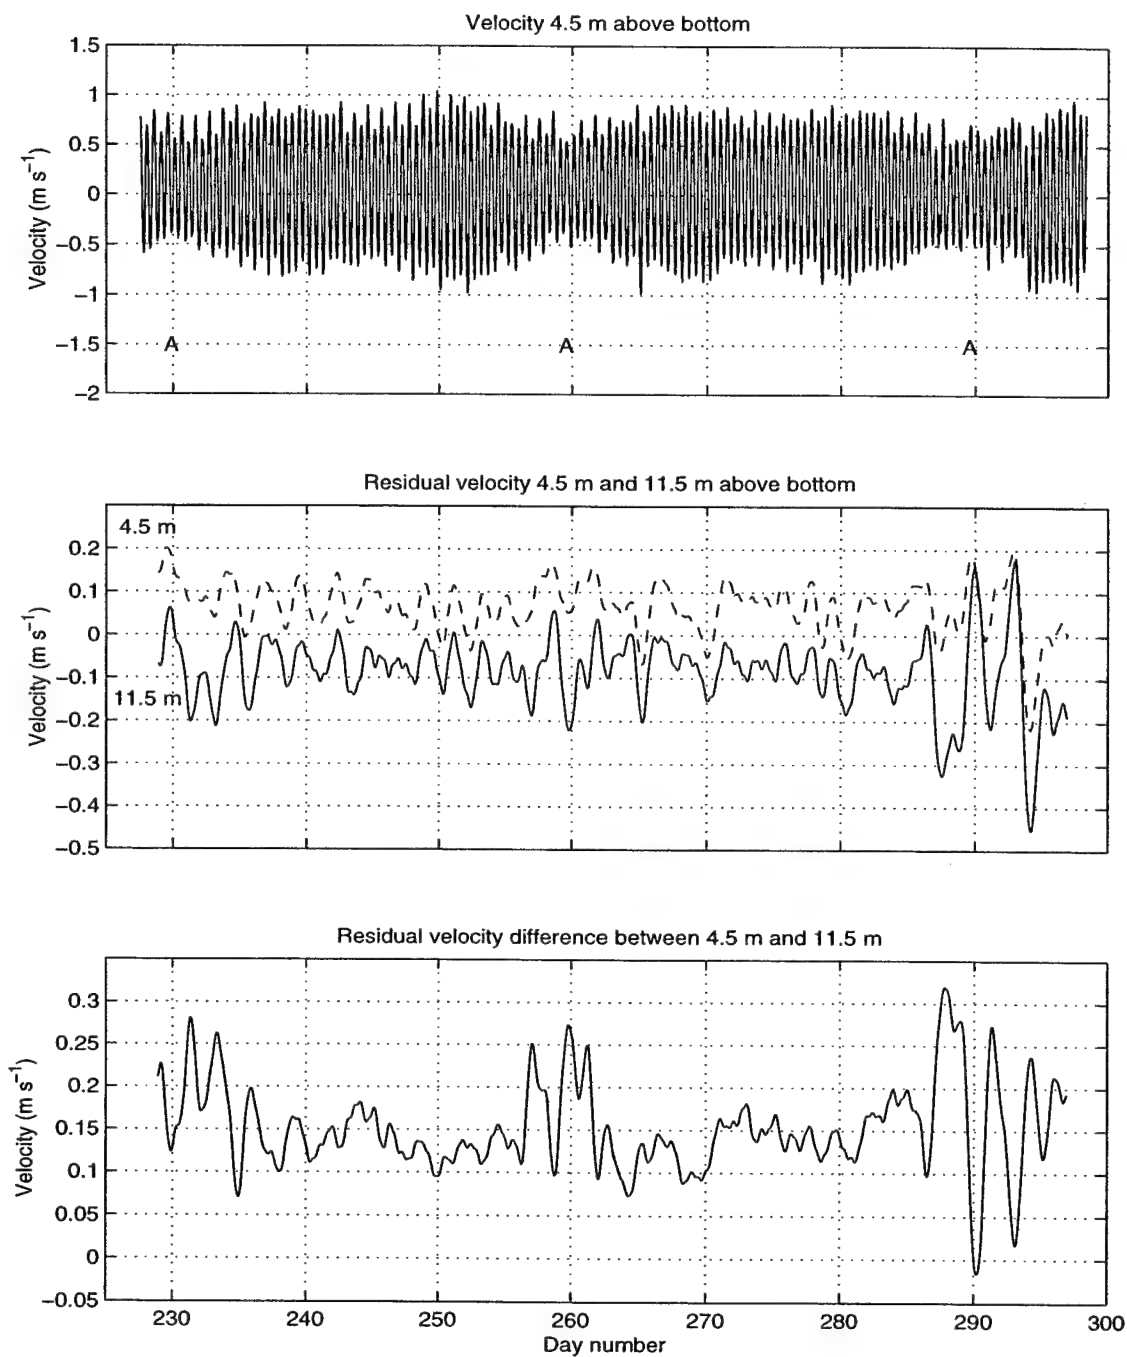 Velocity 4.5 m above bottom
1.5
1
0.5
0
−0.5
−1
−1.5
−2
Velocity (m s−1)
A A A
Residual velocity 4.5 m and 11.5 m above bottom
4.5 m
0.2
0.1
0
−0.1
11.5 m
−0.2
−0.3
−0.4
−0.5
Velocity (m s−1)
Residual velocity difference between 4.5 m and 11.5 m
0.3
0.25
0.2
0.15
0.1
0.05
0
−0.05
Velocity (m s−1)
230 240 250 260 270 280 290 300
Day number